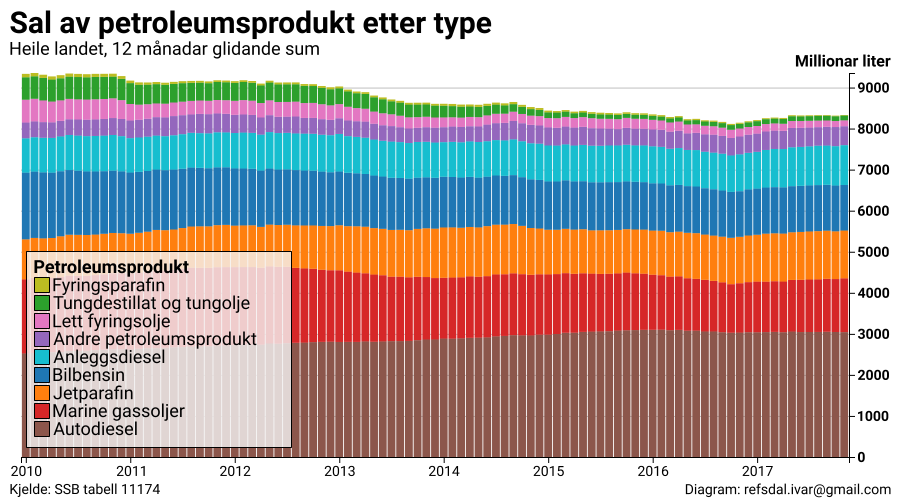 Sal av petroleumsprodukt etter type
Heile landet, 12 månadar glidande sum
Millionar liter
9000
8000
7000
6000
5000
4000
3000
2000
1000
0
Petroleumsprodukt
Fyringsparafin
Tungdestillat og tungolje
Lett fyringsolje
Andre petroleumsprodukt
Anleggsdiesel
Bilbensin
Jetparafin
Marine gassoljer
Autodiesel
2010 2011 2012 2013 2014 2015 2016 2017
Kjelde: SSB tabell 11174
Diagram: refsdal.ivar@gmail.com